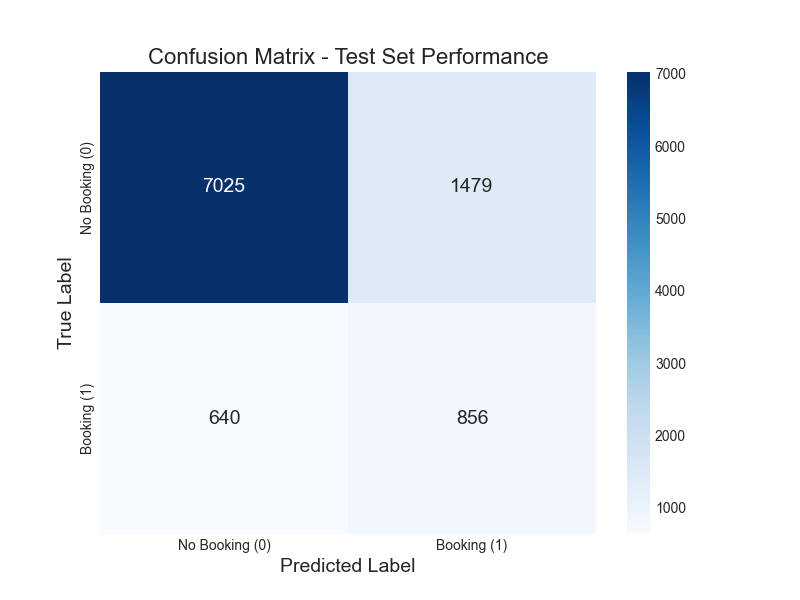 Confusion Matrix - Test Set Performance
True Label
No Booking (0)
Booking (1)
7025
1479
640
856
No Booking (0)
Booking (1)
Predicted Label
7000
6000
5000
4000
3000
2000
1000